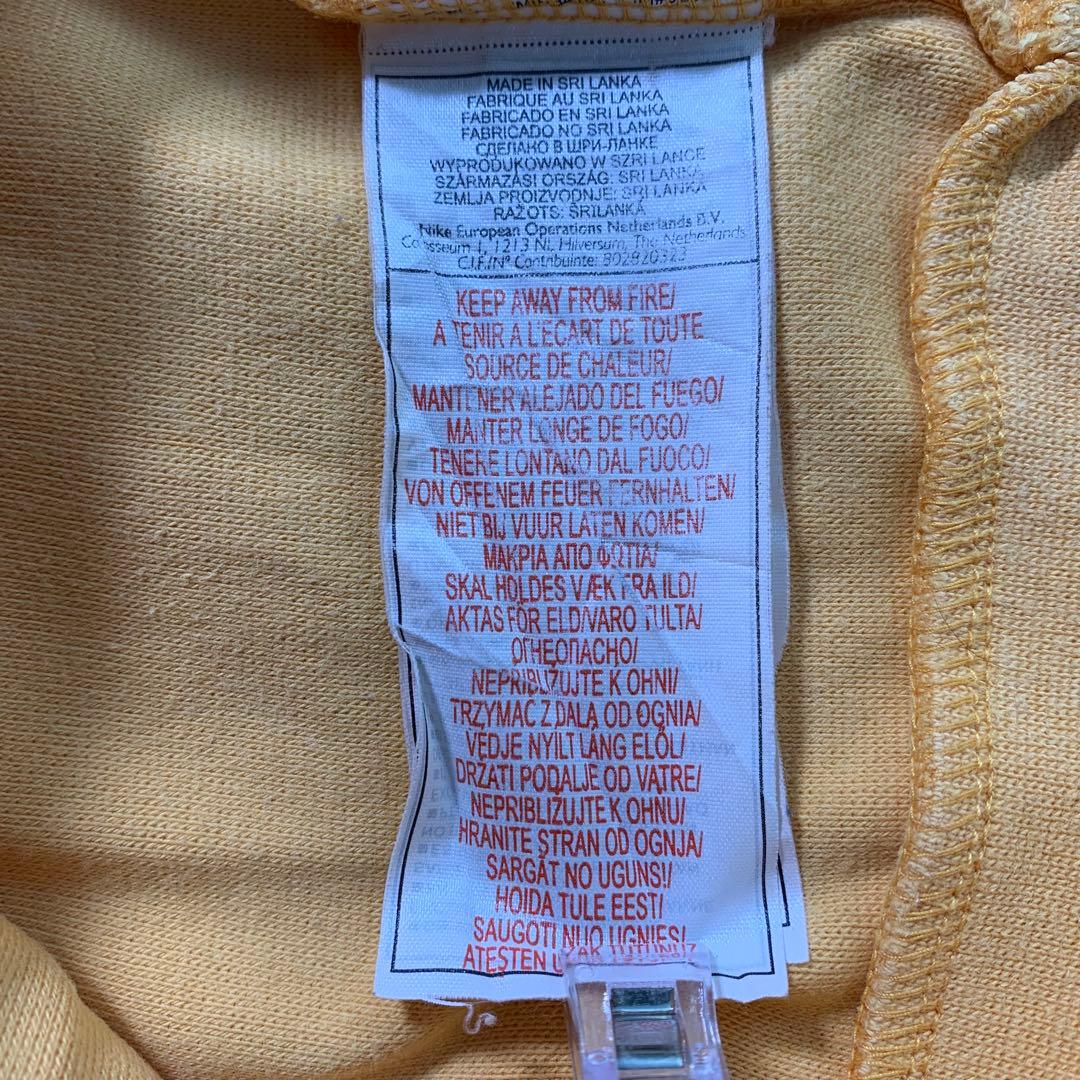 MADE IN SRI LANKA
FABRIQUE AU SRI LANKA
FABRICADO EN SRI LANKA
FABRICADO NO SRI LANKA
СДЕЛАНО В ШРИ-ЛАНКЕ
WYPRODUKOWANO W SZRI LANCE
SZÁRMAZÁSI ORSZÁG: SRI LANKA
ZEMLJA PROIZVODNJE: SRI LANKA
RAŽOTS: ŠRILANKĀ
Nike European Operations Netherlands B.V.
Colosseum 1, 1213 NL Hilversum, The Netherlands
C.I.F./Nº Contribuinte: 802820323
KEEP AWAY FROM FIRE/
A TENIR A L'ECART DE TOUTE
SOURCE DE CHALEUR/
MANTENER ALEJADO DEL FUEGO/
MANTER LONGE DE FOGO/
TENERE LONTANO DAL FUOCO/
VON OFFENEM FEUER FERNHALTEN/
NIET BIJ VUUR LATEN KOMEN/
ΜΑΚΡΙΑ ΑΠΟ ΦΩΤΙΑ/
SKAL HOLDES VÆK FRA ILD/
AKTAS FÖR ELD/VARO TULTA/
ОГНЕОПАСНО/
NEPRIBLIŽUJTE K OHNI/
TRZYMAĆ Z DALA OD OGNIA/
VÉDJE NYÍLT LÁNG ELŐL/
DRŽATI PODALJE OD VATRE/
NEPRIBLIŽUJTE K OHŇU/
HRANITE STRAN OD OGNJA/
SARGĀT NO UGUNS!/
HOIDA TULE EEST/
SAUGOTI NUO UGNIES/
ATEŞTEN UZAK TUTUNUZ